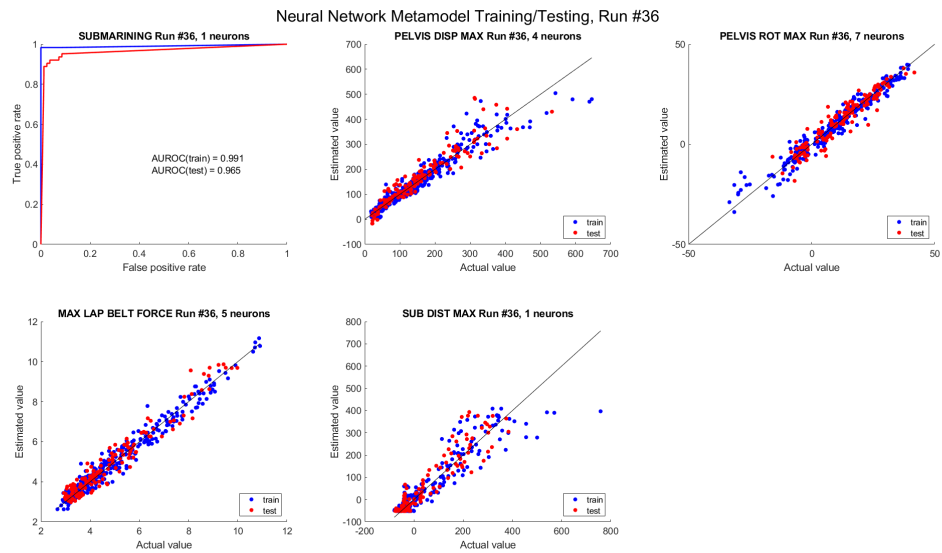 Neural Network Metamodel Training/Testing, Run #36
SUBMARINING Run #36, 1 neurons
1
0.8
0.6
0.4
0.2
0
0
0.2
0.4
0.6
0.8
1
True positive rate
False positive rate
AUROC(train) = 0.991
AUROC(test) = 0.965
PELVIS DISP MAX Run #36, 4 neurons
700
600
500
400
300
200
100
0
-100
0
100
200
300
400
500
600
700
Estimated value
Actual value
train
test
PELVIS ROT MAX Run #36, 7 neurons
50
0
-50
-50
0
50
Estimated value
Actual value
train
test
MAX LAP BELT FORCE Run #36, 5 neurons
12
10
8
6
4
2
2
4
6
8
10
12
Estimated value
Actual value
train
test
SUB DIST MAX Run #36, 1 neurons
800
700
600
500
400
300
200
100
0
-100
-200
0
200
400
600
800
Estimated value
Actual value
train
test